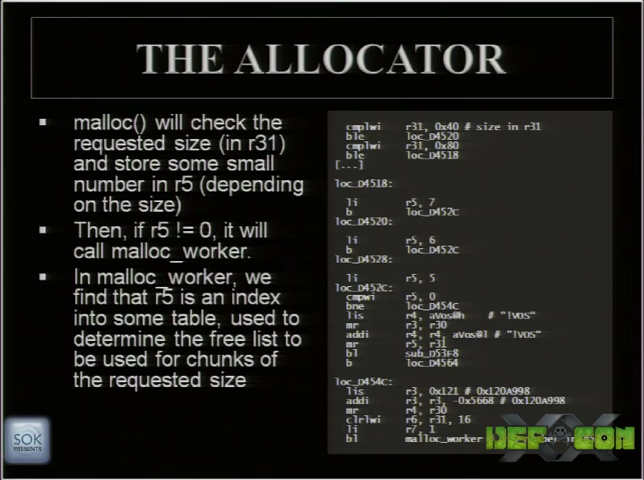 THE ALLOCATOR
malloc() will check the
requested size (in r31)
and store some small
number in r5 (depending
on the size)
Then, if r5 != 0, it will
call malloc_worker.
In malloc_worker, we
find that r5 is an index
into some table, used to
determine the free list to
be used for chunks of
the requested size
cmplwi r31, 0x40 # size in r31
ble loc_D4520
cmplwi r31, 0x80
ble loc_D4518
[...]
loc_D4518:
li r5, 7
b loc_D452C
loc_D4520:
li r5, 6
b loc_D452C
loc_D4528:
li r5, 5
loc_D452C:
cmpwi r5, 0
bne loc_D454C
lis r4, aVos@h # "!VOS"
mr r3, r30
addi r4, r4, aVos@l # "!VOS"
mr r5, r31
bl sub_D53F8
b loc_D4564
loc_D454C:
lis r3, 0x121 # 0x120A998
addi r3, r3, -0x5668 # 0x120A998
mr r4, r30
clrlwi r6, r31, 16
li r7, 1
bl malloc_worker
SOK
PRESENTS
DEF CON